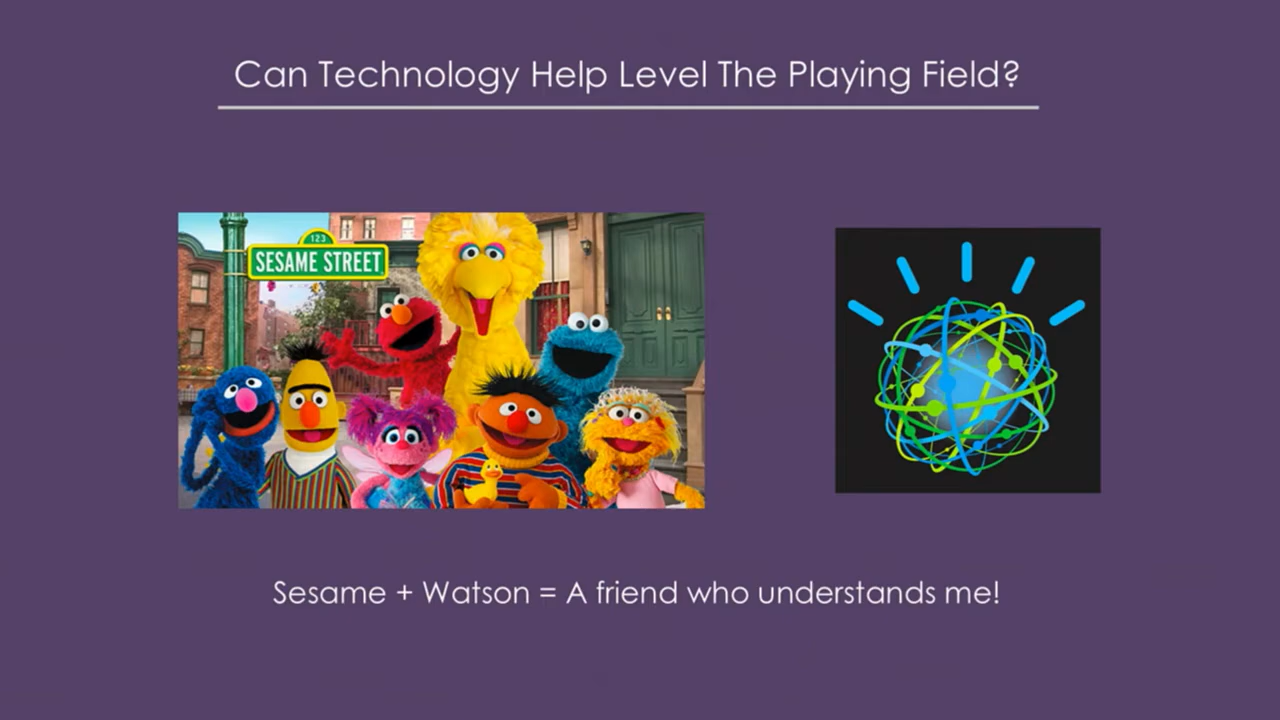 Can Technology Help Level The Playing Field?
123
SESAME STREET
Sesame + Watson = A friend who understands me!